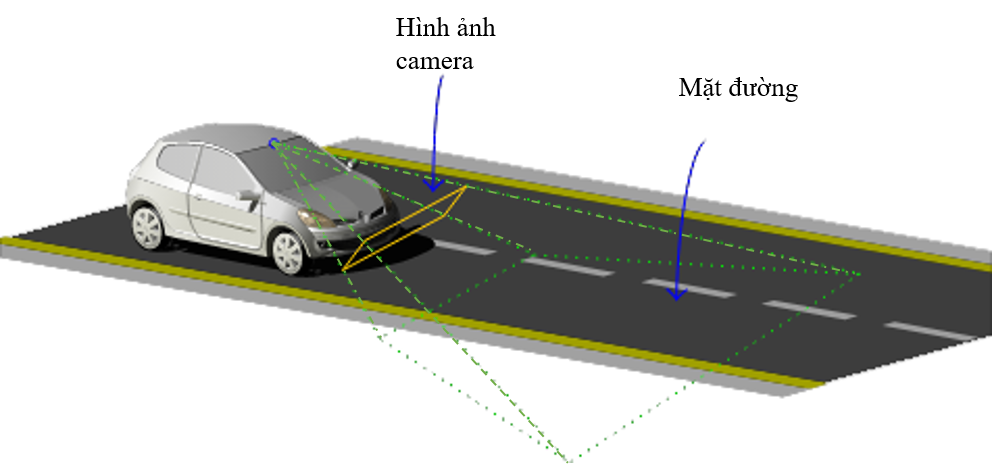 Hình ảnh
camera
Mặt đường